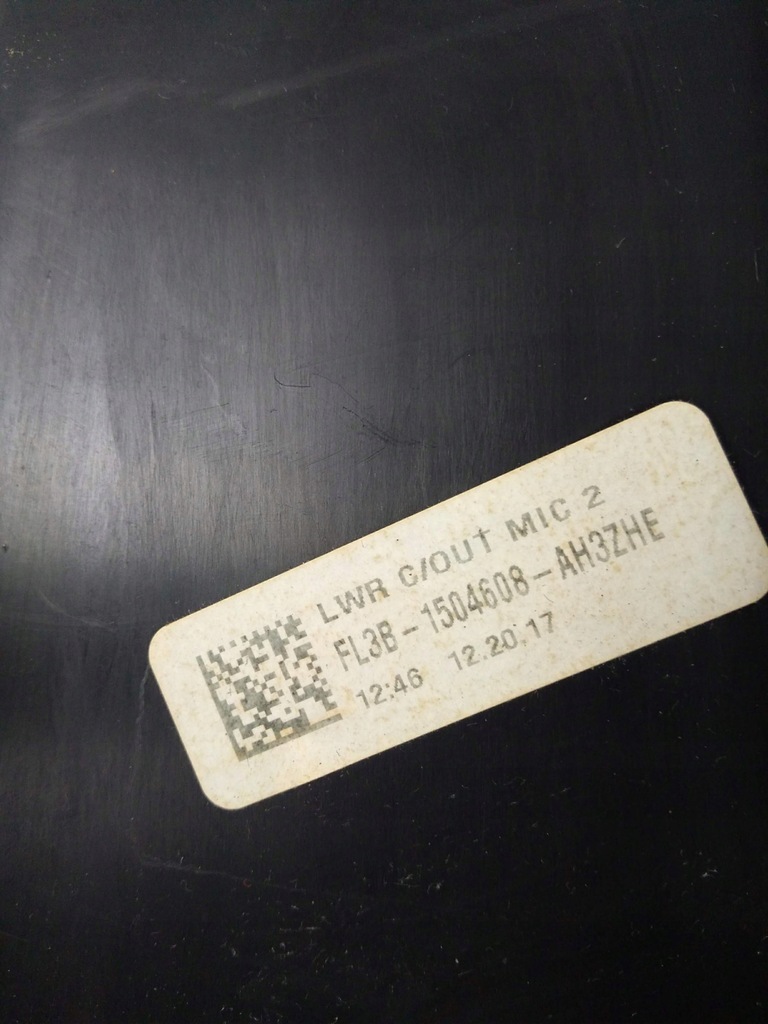 LWR C/OUT MIC 2
FL3B-1504608-AH3ZHE
12:46 12.20.17